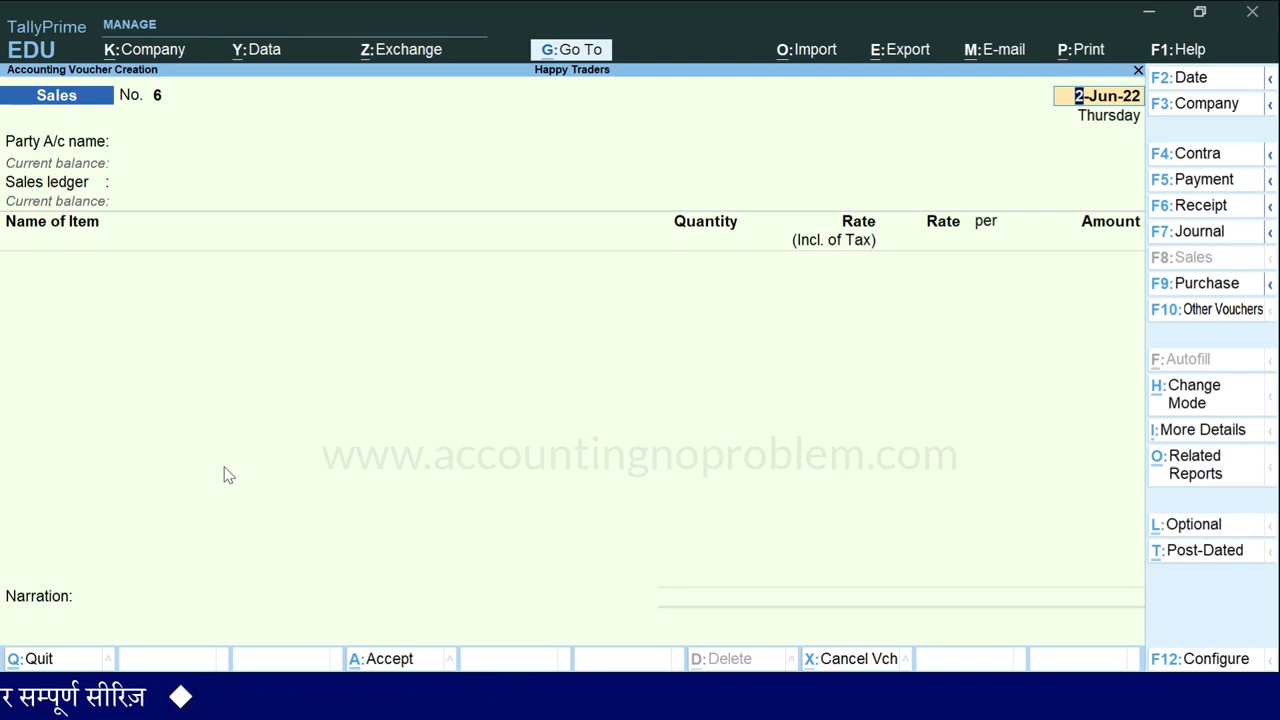 TallyPrime
EDU
MANAGE
K:Company Y:Data Z:Exchange G:Go To O:Import E:Export M:E-mail P:Print F1:Help
Accounting Voucher Creation Happy Traders
Sales No. 6 2-Jun-22
Thursday
Party A/c name:
Current balance:
Sales ledger :
Current balance:
Name of Item Quantity Rate Rate per Amount
(Incl. of Tax)
www.accountingnoproblem.com
Narration:
F2:Date
F3:Company
F4:Contra
F5:Payment
F6:Receipt
F7:Journal
F8:Sales
F9:Purchase
F10:Other Vouchers
F:Autofill
H:Change
Mode
I:More Details
O:Related
Reports
L:Optional
T:Post-Dated
Q:Quit A:Accept D:Delete X:Cancel Vch F12:Configure
र सम्पूर्ण सीरिज़